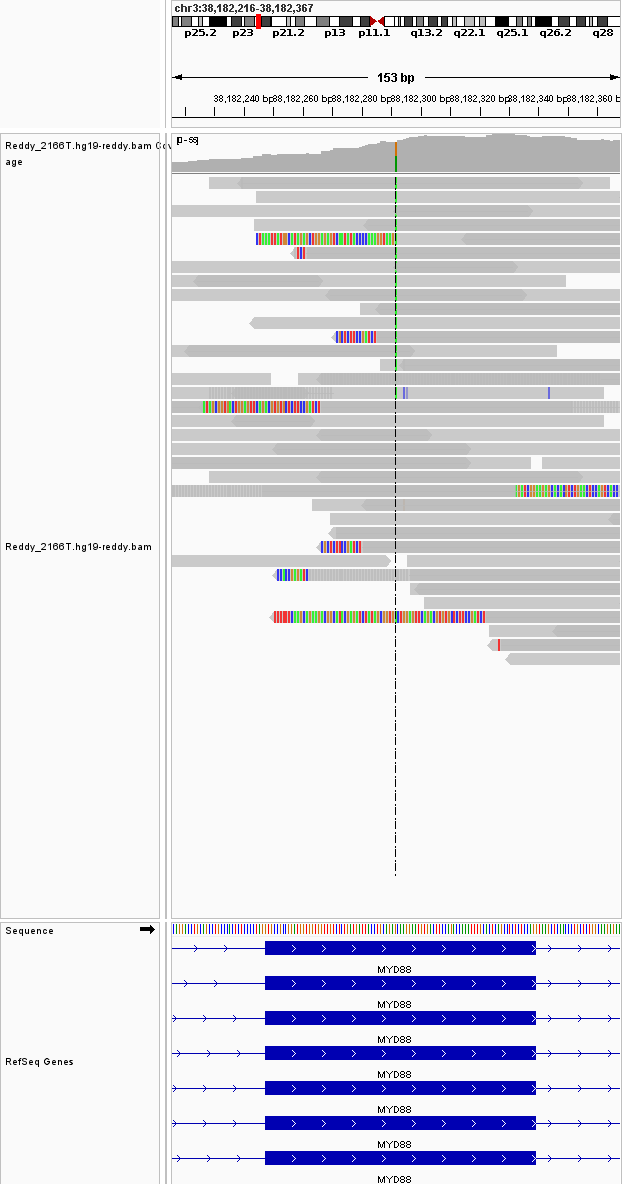 chr3:38,182,216-38,182,367
p25.2 p23 p21.2 p13 p11.1 q13.2 q22.1 q25.1 q26.2 q28
153 bp
38,182,240 bp 38,182,260 bp 38,182,280 bp 38,182,300 bp 38,182,320 bp 38,182,340 bp 38,182,360 b
Reddy_2166T.hg19-reddy.bam Cov
age
Reddy_2166T.hg19-reddy.bam
Sequence
MYD88
MYD88
MYD88
RefSeq Genes
MYD88
MYD88
MYD88
MYD88